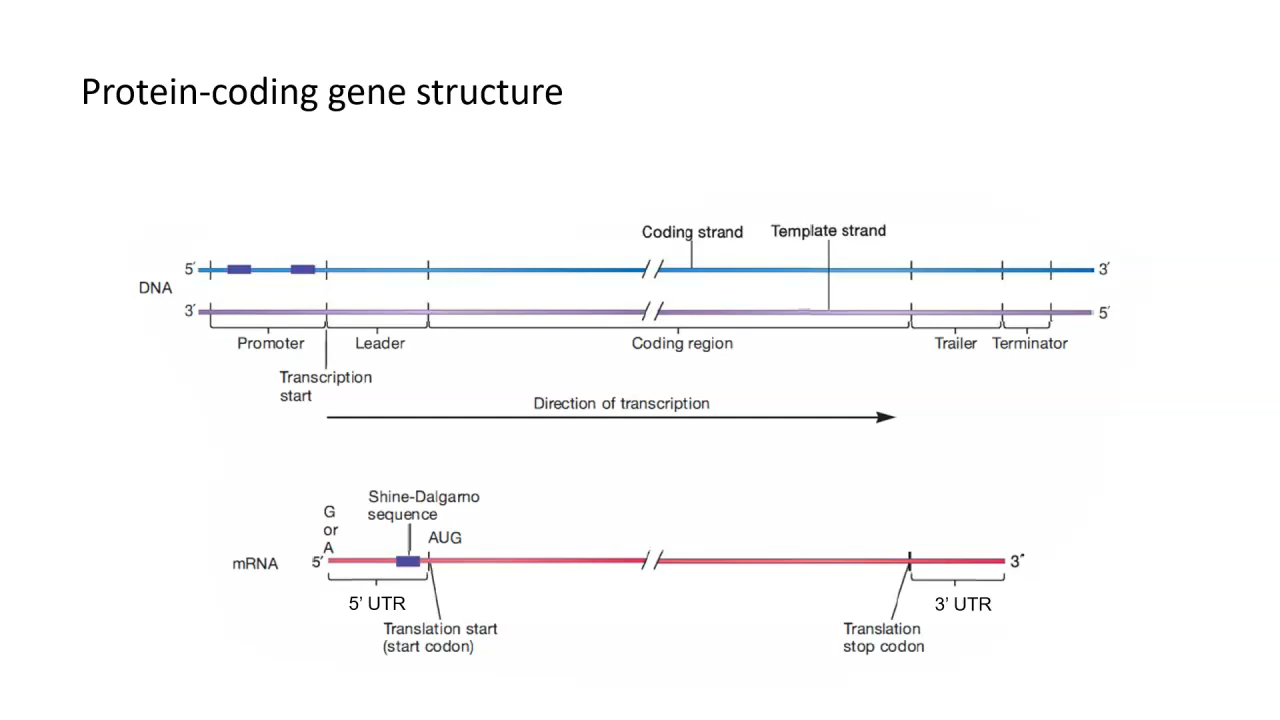 Protein-coding gene structure
Coding strand
Template strand
5′
3′
DNA
3′
5′
Promoter
Leader
Coding region
Trailer
Terminator
Transcription
start
Direction of transcription
Shine-Dalgarno
sequence
G
or
A
AUG
mRNA
5′
3′
5’ UTR
3’ UTR
Translation start
(start codon)
Translation
stop codon